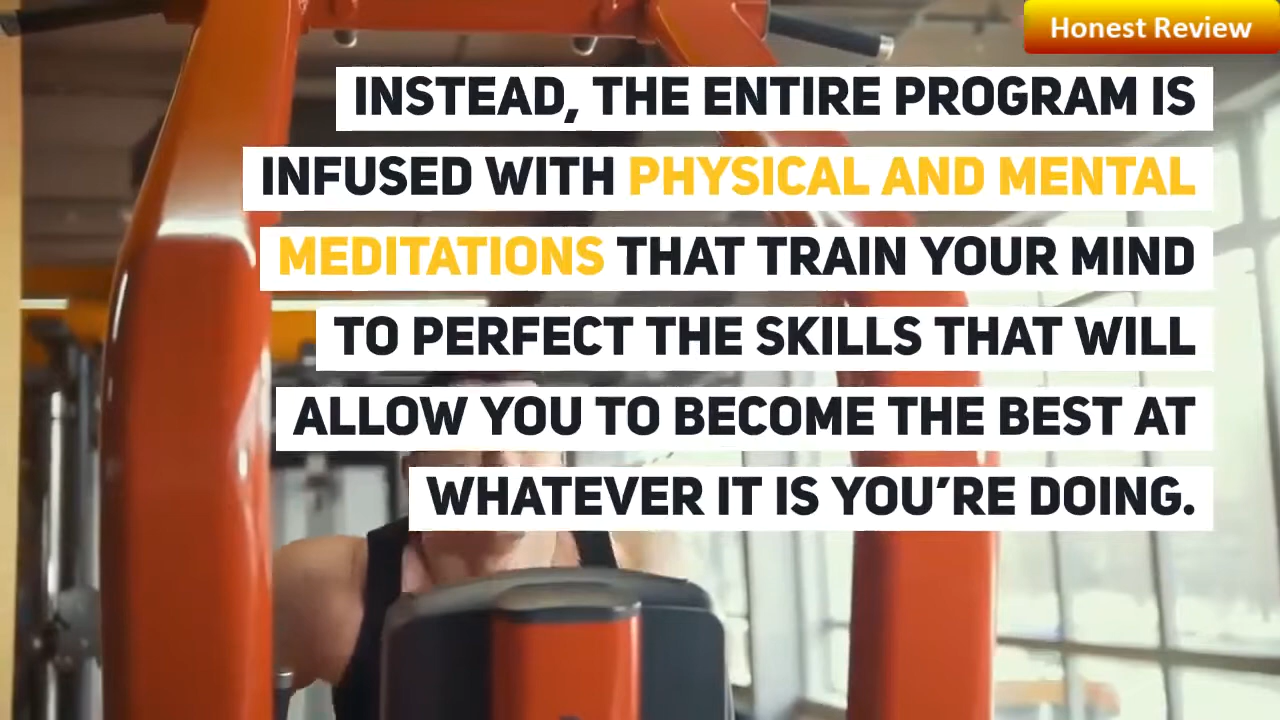 Honest Review
INSTEAD, THE ENTIRE PROGRAM IS
INFUSED WITH PHYSICAL AND MENTAL
MEDITATIONS THAT TRAIN YOUR MIND
TO PERFECT THE SKILLS THAT WILL
ALLOW YOU TO BECOME THE BEST AT
WHATEVER IT IS YOU’RE DOING.